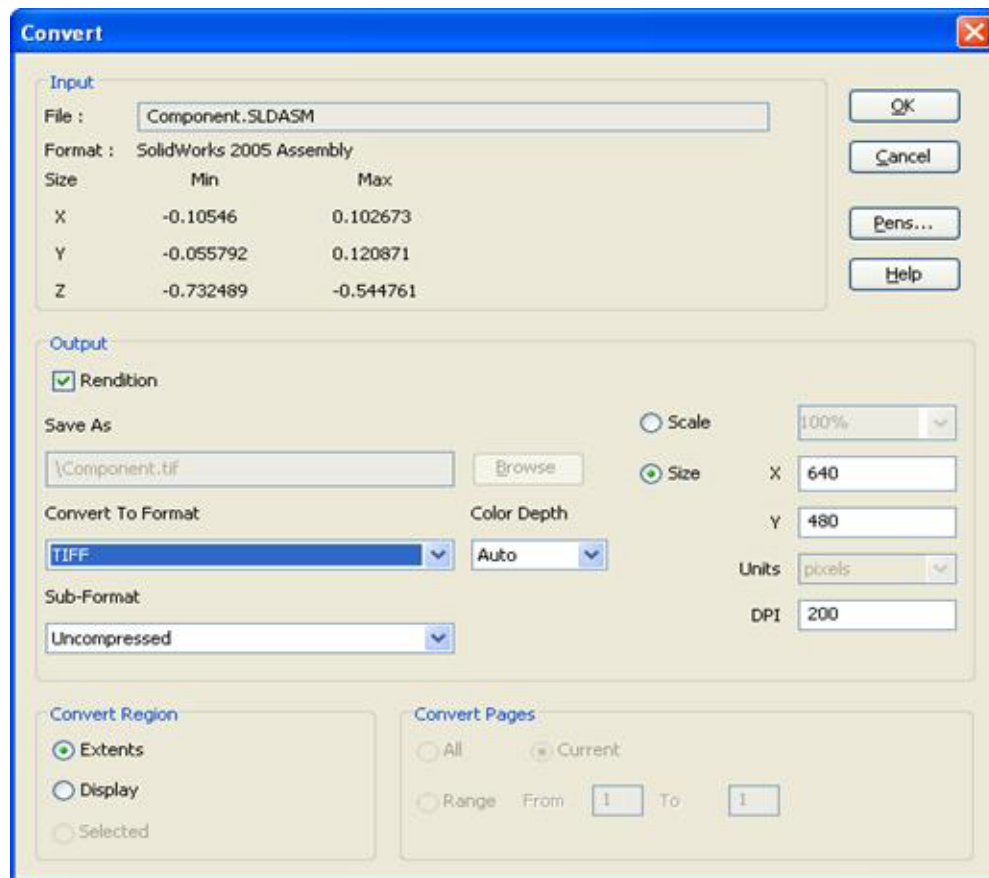 Convert
Input
File : Component.SLDASM
OK
Format : SolidWorks 2005 Assembly
Cancel
Size Min Max
X -0.10546 0.102673
Pens...
Y -0.055792 0.120871
Help
Z -0.732489 -0.544761
Output
Rendition
Save As
Scale 100%
\Component.tif Browse
Size X 640
Convert To Format Color Depth
Y 480
TIFF Auto
Units pixels
Sub-Format
DPI 200
Uncompressed
Convert Region
Extents
Display
Selected
Convert Pages
All Current
Range From 1 To 1